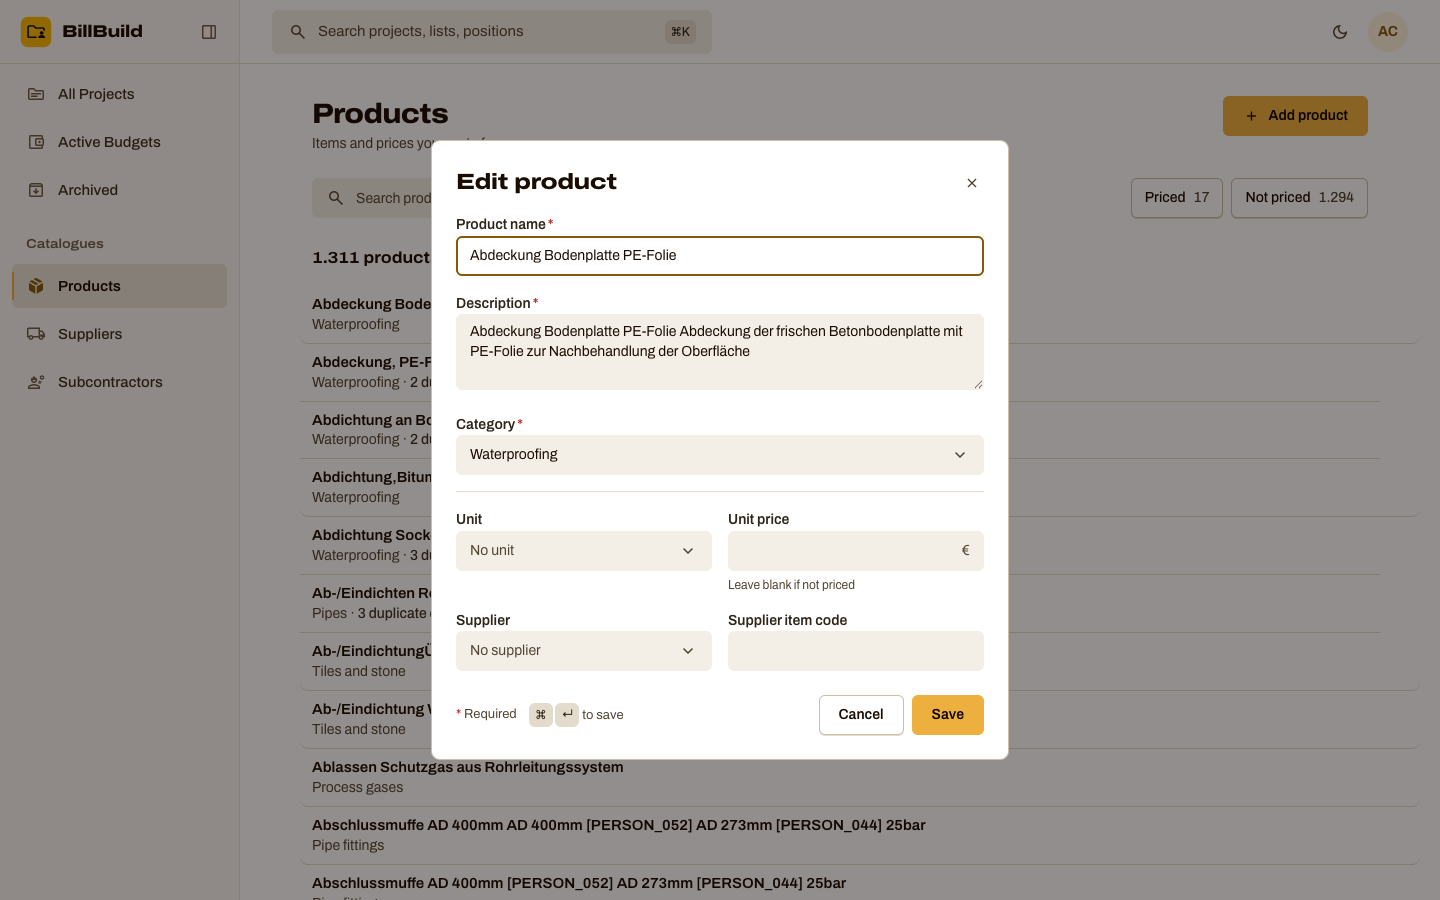 BillBuild
Search projects, lists, positions
⌘K
AC
All Projects
Active Budgets
Archived
Catalogues
Products
Suppliers
Subcontractors
Products
Items and prices you
Add product
Search prod
Priced 17
Not priced 1.294
1.311 product
Abdeckung Bode
Waterproofing
Abdeckung, PE-F
Waterproofing · 2 du
Abdichtung an Bo
Waterproofing · 2 du
Abdichtung,Bitum
Waterproofing
Abdichtung Socke
Waterproofing · 3 du
Ab-/Eindichten Ro
Pipes · 3 duplicate
Ab-/EindichtungÜ
Tiles and stone
Ab-/Eindichtung W
Tiles and stone
Ablassen Schutzgas aus Rohrleitungssystem
Process gases
Abschlussmuffe AD 400mm AD 400mm [PERSON_052] AD 273mm [PERSON_044] 25bar
Pipe fittings
Abschlussmuffe AD 400mm [PERSON_052] AD 273mm [PERSON_044] 25bar
Edit product
Product name *
Abdeckung Bodenplatte PE-Folie
Description *
Abdeckung Bodenplatte PE-Folie Abdeckung der frischen Betonbodenplatte mit
PE-Folie zur Nachbehandlung der Oberfläche
Category *
Waterproofing
Unit
Unit price
No unit
€
Leave blank if not priced
Supplier
Supplier item code
No supplier
* Required ⌘ ↵ to save
Cancel
Save